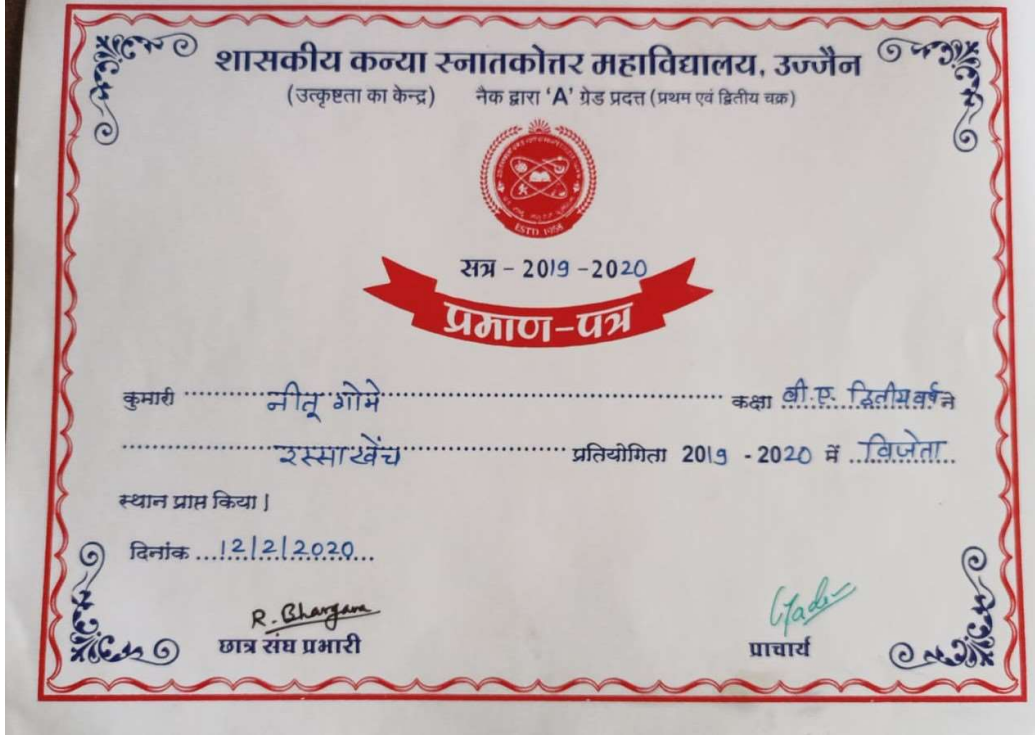 शासकीय कन्या स्नातकोत्तर महाविद्यालय, उज्जैन
(उत्कृष्टता का केन्द्र) नैक द्वारा 'A' ग्रेड प्रदत्त (प्रथम एवं द्वितीय चक्र)
ESTD 1958
सत्र - 2019 -2020
प्रमाण-पत्र
कुमारी नीतू गोमे कक्षा बी.ए. द्वितीय वर्ष ने
रस्साखेंच प्रतियोगिता 2019 - 2020 में विजेता
स्थान प्राप्त किया।
दिनांक ...12/2/2020...
R. Bhargava
छात्र संघ प्रभारी
प्राचार्य